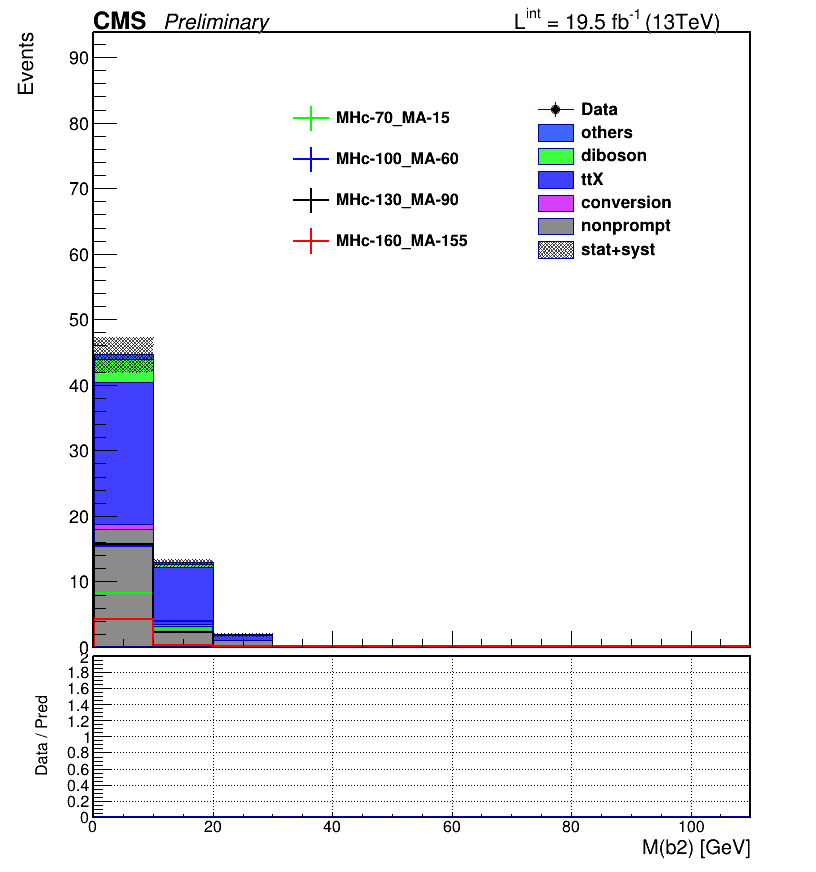 CMS Preliminary
L^int = 19.5 fb^-1 (13TeV)
Events
90
80
70
60
50
40
30
20
10
0
MHc-70_MA-15
MHc-100_MA-60
MHc-130_MA-90
MHc-160_MA-155
Data
others
diboson
ttX
conversion
nonprompt
stat+syst
Data / Pred
2
1.8
1.6
1.4
1.2
1
0.8
0.6
0.4
0.2
0
0 20 40 60 80 100
M(b2) [GeV]